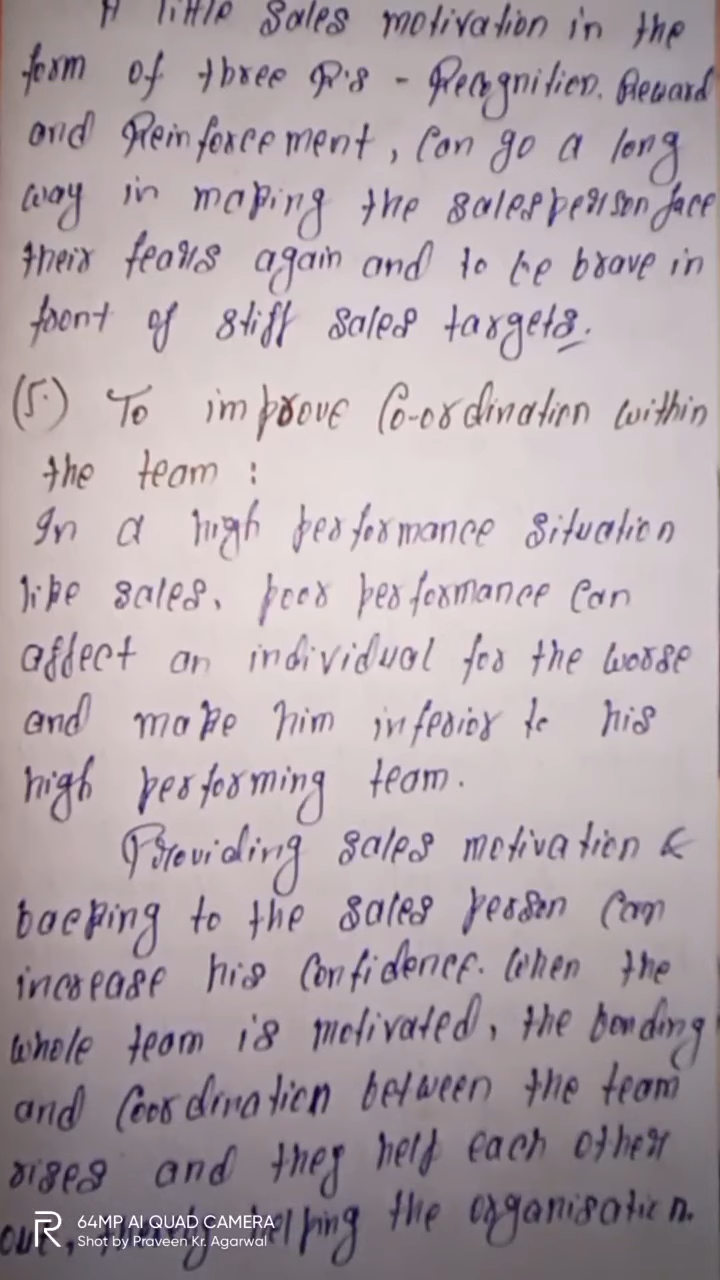 A little sales motivation in the
form of three R's - Recognition. Reward
and Reinforcement, can go a long
way in making the salesperson face
their fears again and to be brave in
front of stiff sales targets.
(5.) To improve Co-ordination within
the team :
In a high performance situation
like sales, poor performance can
affect an individual for the worse
and make him inferior to his
high performing team.
Providing sales motivation &
backing to the sales person can
increase his confidence. When the
whole team is motivated, the bonding
and Coordination between the team
rises and they help each other
out, helping the organisation.
64MP AI QUAD CAMERA
Shot by Praveen Kr. Agarwal